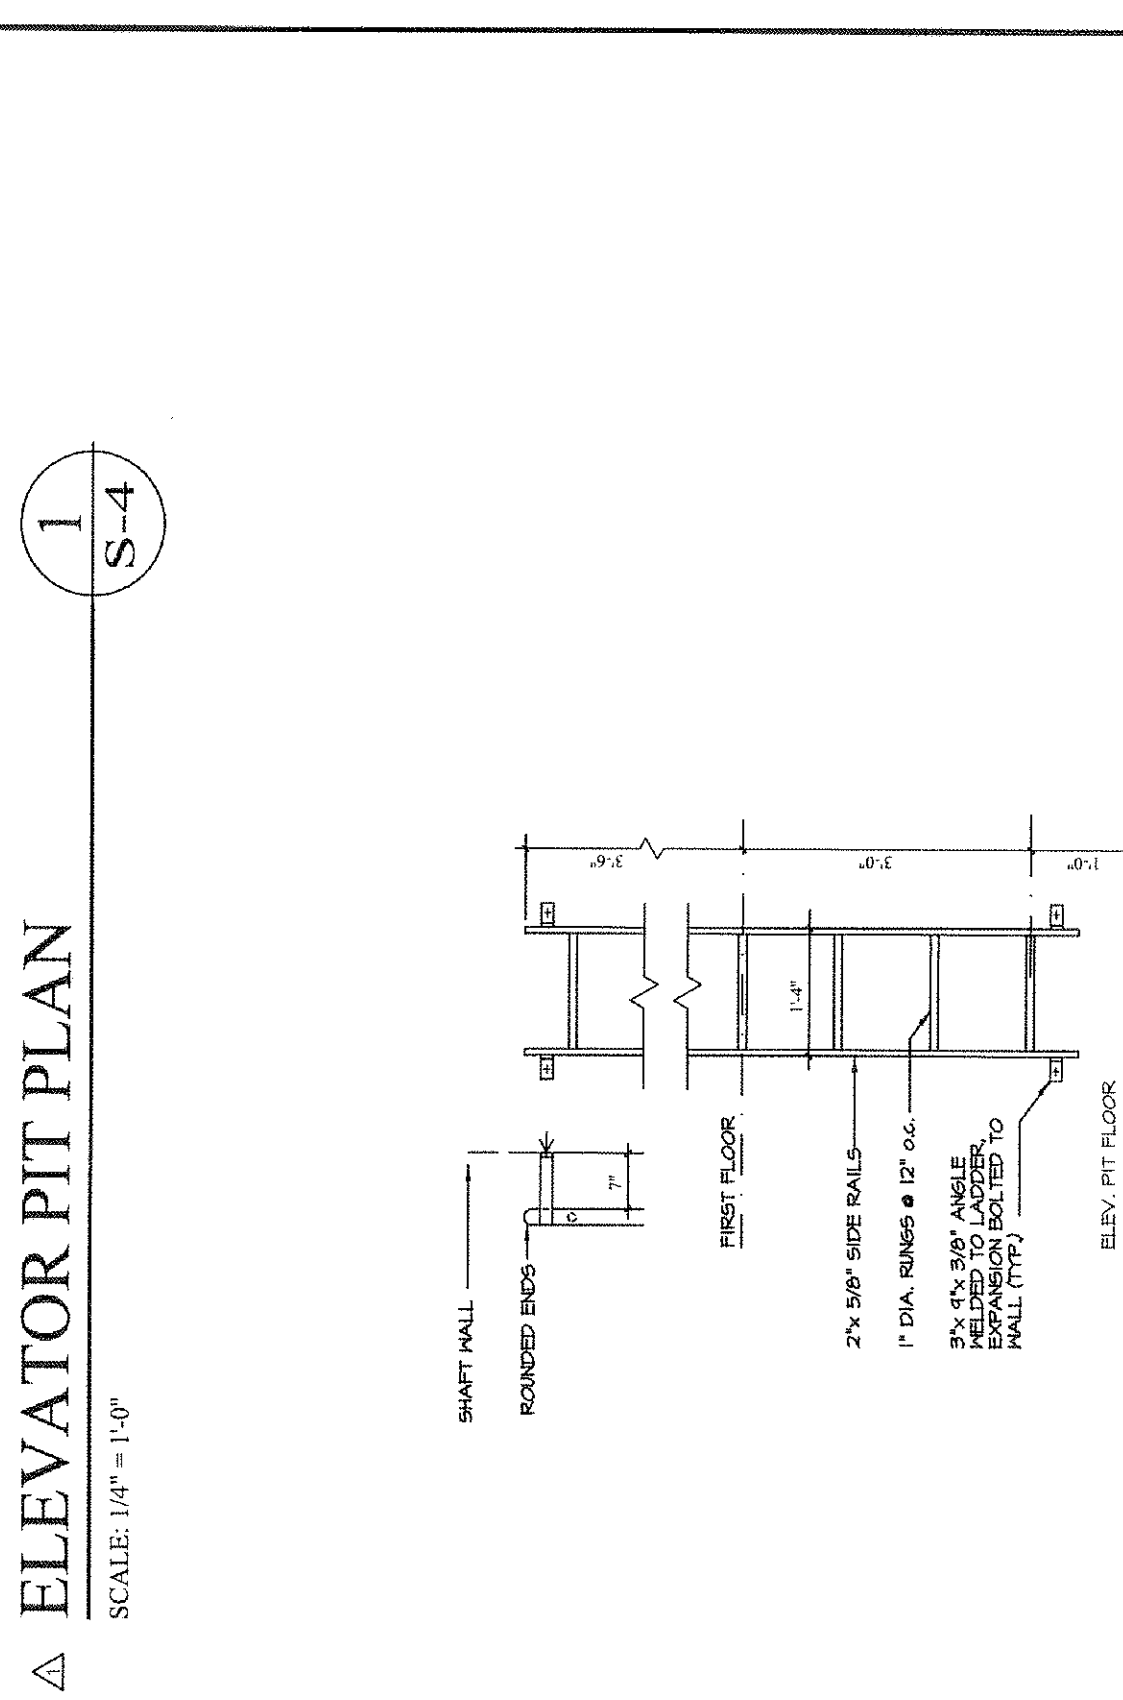 1
ELEVATOR PIT PLAN
1
S-4
SCALE: 1/4" = 1'-0"
SHAFT WALL
ROUNDED ENDS
7"
3'-6"
FIRST FLOOR
1'-4"
3'-0"
2"x 5/8" SIDE RAILS
1" DIA. RUNGS @ 12" O.C.
3"x 4"x 3/8" ANGLE
WELDED TO LADDER,
EXPANSION BOLTED TO
WALL (TYP.)
1'-0"
ELEV. PIT FLOOR